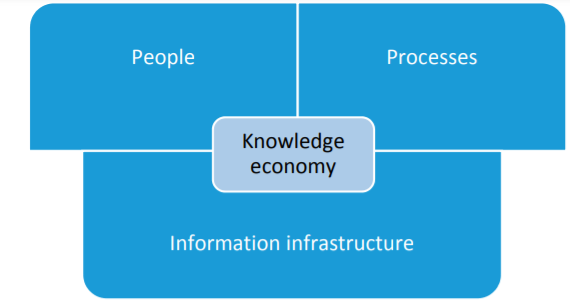 People
Processes
Knowledge
economy
Information infrastructure